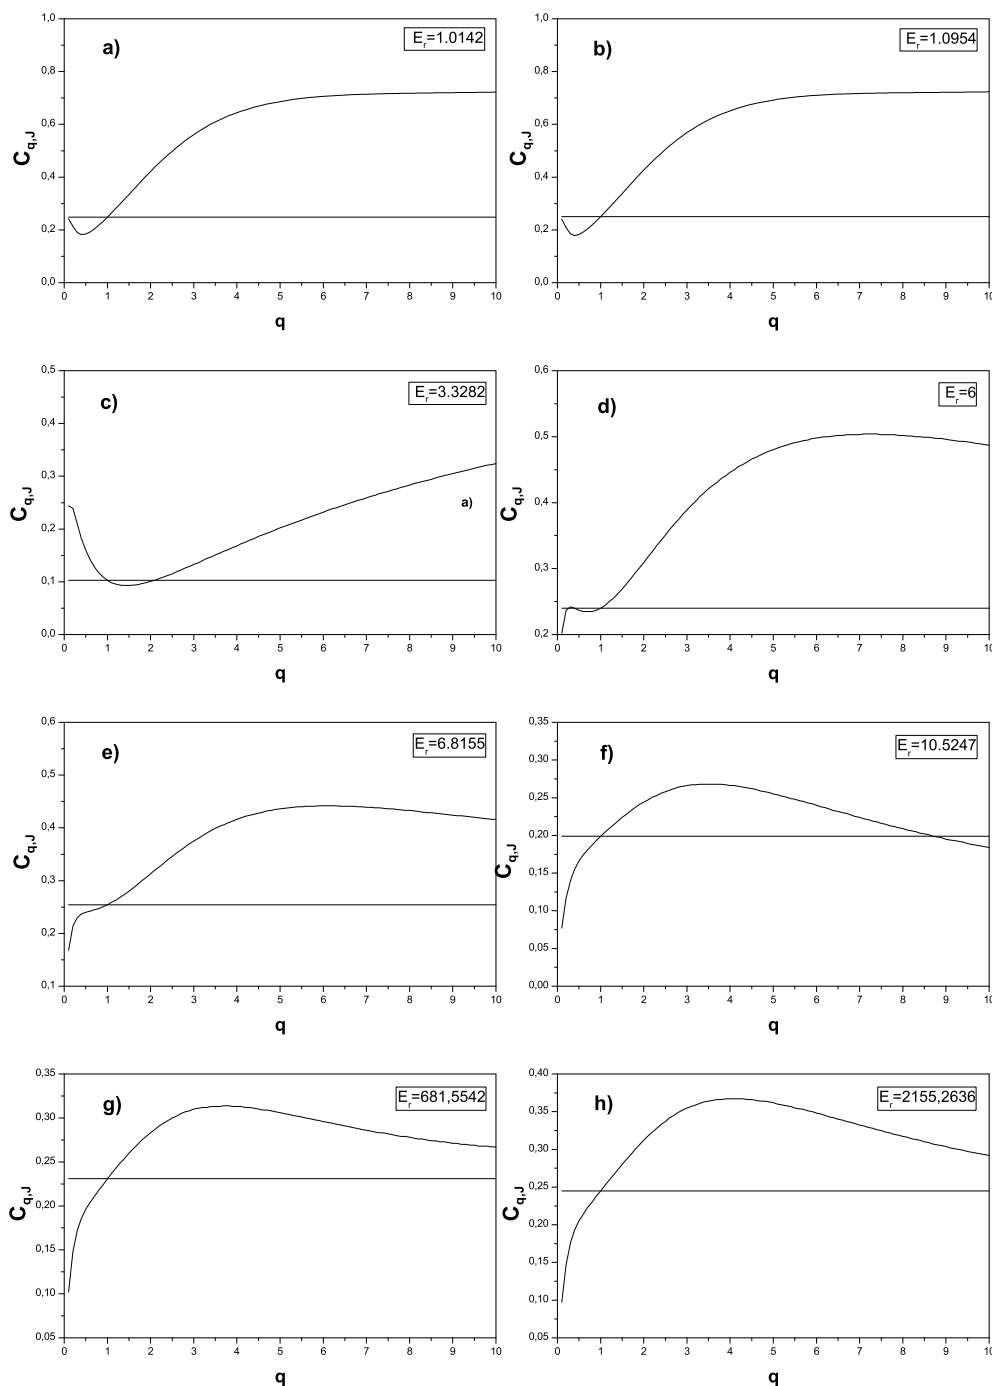 a)
E_r=1.0142
1,0
0,8
0,6
0,4
0,2
0,0
C_q,J
0 1 2 3 4 5 6 7 8 9 10
q
b)
E_r=1.0954
1,0
0,8
0,6
0,4
0,2
0,0
C_q,J
0 1 2 3 4 5 6 7 8 9 10
q
c)
E_r=3.3282
0,5
0,4
0,3
0,2
0,1
0,0
C_q,J
a)
0 1 2 3 4 5 6 7 8 9 10
q
d)
E_r=6
0,6
0,5
0,4
0,3
0,2
C_q,J
0 1 2 3 4 5 6 7 8 9 10
q
e)
E_r=6.8155
0,6
0,5
0,4
0,3
0,2
0,1
C_q,J
0 1 2 3 4 5 6 7 8 9 10
q
f)
E_r=10.5247
0,35
0,30
0,25
0,20
0,15
0,10
0,05
0,00
C_q,J
0 1 2 3 4 5 6 7 8 9 10
q
g)
E_r=681,5542
0,35
0,30
0,25
0,20
0,15
0,10
0,05
C_q,J
0 1 2 3 4 5 6 7 8 9 10
q
h)
E_r=2155,2636
0,40
0,35
0,30
0,25
0,20
0,15
0,10
0,05
C_q,J
0 1 2 3 4 5 6 7 8 9 10
q